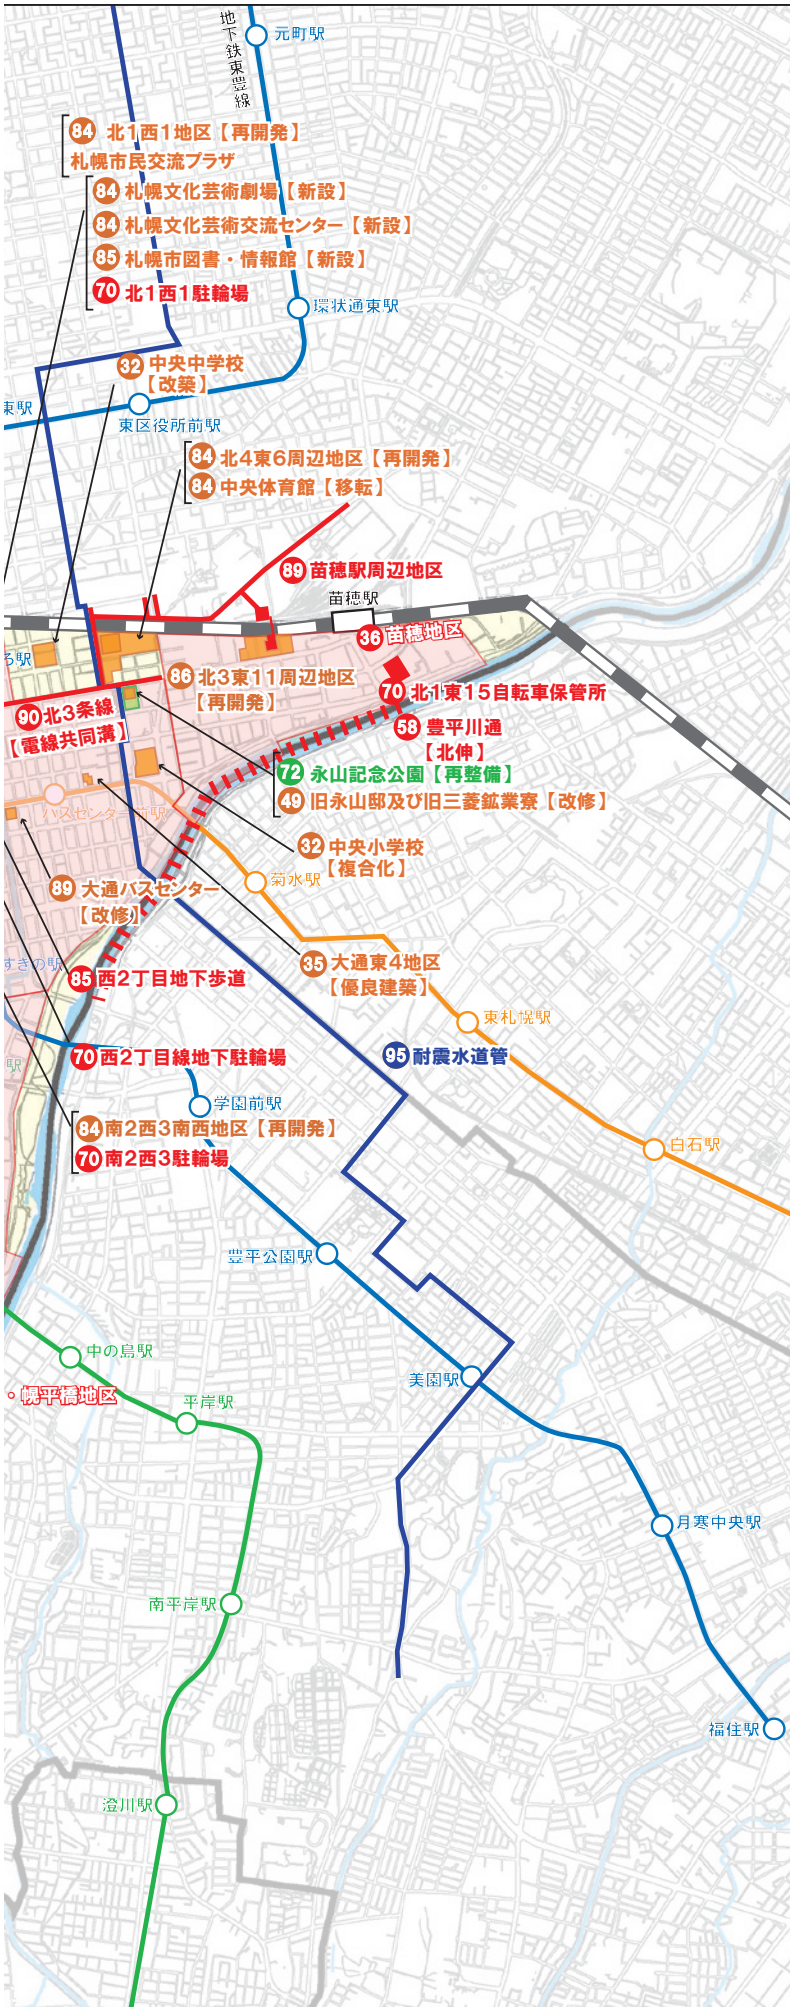 地下鉄東豊線
元町駅
84 北1西1地区【再開発】
札幌市民交流プラザ
84 札幌文化芸術劇場【新設】
84 札幌文化芸術交流センター【新設】
85 札幌市図書・情報館【新設】
70 北1西1駐輪場
環状通東駅
32 中央中学校
【改築】
東駅
東区役所前駅
84 北4東6周辺地区【再開発】
84 中央体育館【移転】
89 苗穂駅周辺地区
苗穂駅
36 苗穂地区
ろ駅
86 北3東11周辺地区
【再開発】
70 北1東15自転車保管所
90 北3条線
【電線共同溝】
58 豊平川通
【北伸】
72 永山記念公園【再整備】
49 旧永山邸及び旧三菱鉱業寮【改修】
バスセンター前駅
32 中央小学校
【複合化】
菊水駅
89 大通バスセンター
【改修】
すきの駅
35 大通東4地区
【優良建築】
85 西2丁目地下歩道
東札幌駅
70 西2丁目線地下駐輪場
95 耐震水道管
駅
学園前駅
84 南2西3南西地区【再開発】
70 南2西3駐輪場
白石駅
豊平公園駅
中の島駅
美園駅
・幌平橋地区
平岸駅
月寒中央駅
南平岸駅
福住駅
澄川駅